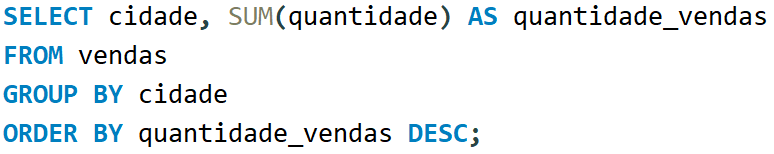 SELECT cidade, SUM(quantidade) AS quantidade_vendas
FROM vendas
GROUP BY cidade
ORDER BY quantidade_vendas DESC;